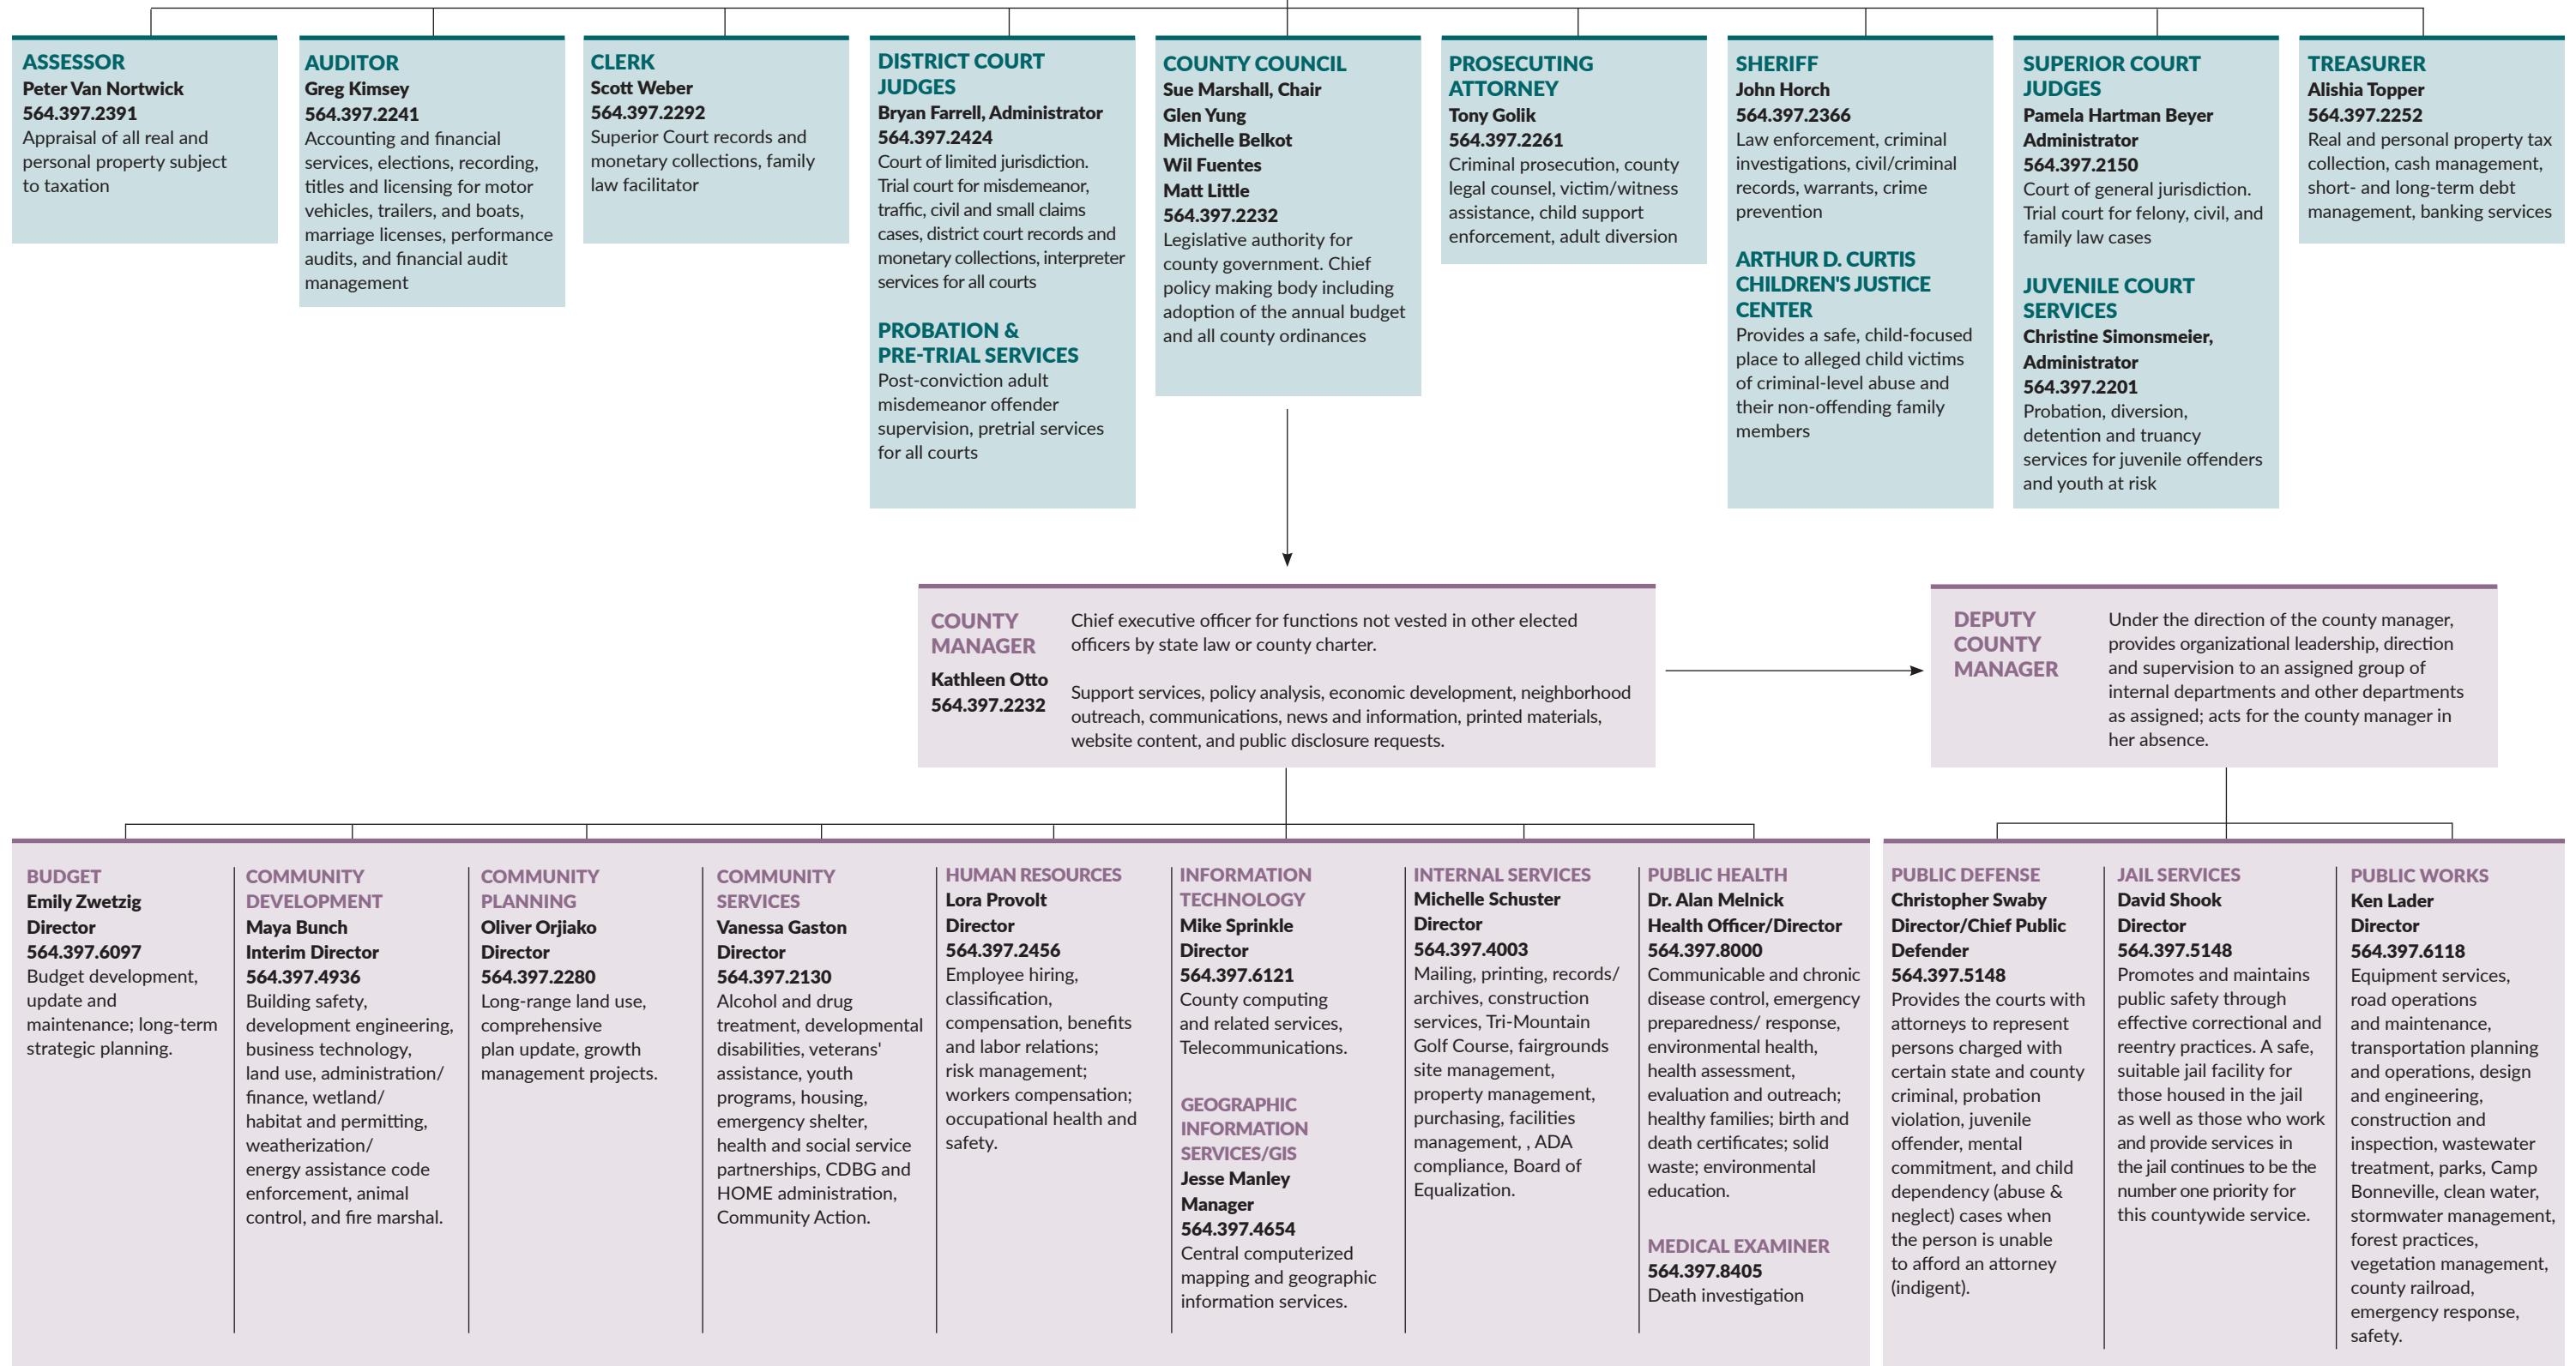 ASSESSOR
Peter Van Nortwick
564.397.2391
Appraisal of all real and
personal property subject
to taxation
AUDITOR
Greg Kimsey
564.397.2241
Accounting and financial
services, elections, recording,
titles and licensing for motor
vehicles, trailers, and boats,
marriage licenses, performance
audits, and financial audit
management
CLERK
Scott Weber
564.397.2292
Superior Court records and
monetary collections, family
law facilitator
DISTRICT COURT
JUDGES
Bryan Farrell, Administrator
564.397.2424
Court of limited jurisdiction.
Trial court for misdemeanor,
traffic, civil and small claims
cases, district court records and
monetary collections, interpreter
services for all courts
PROBATION &
PRE-TRIAL SERVICES
Post-conviction adult
misdemeanor offender
supervision, pretrial services
for all courts
COUNTY COUNCIL
Sue Marshall, Chair
Glen Yung
Michelle Belkot
Wil Fuentes
Matt Little
564.397.2232
Legislative authority for
county government. Chief
policy making body including
adoption of the annual budget
and all county ordinances
PROSECUTING
ATTORNEY
Tony Golik
564.397.2261
Criminal prosecution, county
legal counsel, victim/witness
assistance, child support
enforcement, adult diversion
SHERIFF
John Horch
564.397.2366
Law enforcement, criminal
investigations, civil/criminal
records, warrants, crime
prevention
ARTHUR D. CURTIS
CHILDREN'S JUSTICE
CENTER
Provides a safe, child-focused
place to alleged child victims
of criminal-level abuse and
their non-offending family
members
SUPERIOR COURT
JUDGES
Pamela Hartman Beyer
Administrator
564.397.2150
Court of general jurisdiction.
Trial court for felony, civil, and
family law cases
JUVENILE COURT
SERVICES
Christine Simonsmeier,
Administrator
564.397.2201
Probation, diversion,
detention and truancy
services for juvenile offenders
and youth at risk
TREASURER
Alishia Topper
564.397.2252
Real and personal property tax
collection, cash management,
short- and long-term debt
management, banking services
COUNTY
MANAGER
Kathleen Otto
564.397.2232
Chief executive officer for functions not vested in other elected
officers by state law or county charter.
Support services, policy analysis, economic development, neighborhood
outreach, communications, news and information, printed materials,
website content, and public disclosure requests.
DEPUTY
COUNTY
MANAGER
Under the direction of the county manager,
provides organizational leadership, direction
and supervision to an assigned group of
internal departments and other departments
as assigned; acts for the county manager in
her absence.
BUDGET
Emily Zwetzig
Director
564.397.6097
Budget development,
update and
maintenance; long-term
strategic planning.
COMMUNITY
DEVELOPMENT
Maya Bunch
Interim Director
564.397.4936
Building safety,
development engineering,
business technology,
land use, administration/
finance, wetland/
habitat and permitting,
weatherization/
energy assistance code
enforcement, animal
control, and fire marshal.
COMMUNITY
PLANNING
Oliver Orjiako
Director
564.397.2280
Long-range land use,
comprehensive
plan update, growth
management projects.
COMMUNITY
SERVICES
Vanessa Gaston
Director
564.397.2130
Alcohol and drug
treatment, developmental
disabilities, veterans'
assistance, youth
programs, housing,
emergency shelter,
health and social service
partnerships, CDBG and
HOME administration,
Community Action.
HUMAN RESOURCES
Lora Provolt
Director
564.397.2456
Employee hiring,
classification,
compensation, benefits
and labor relations;
risk management;
workers compensation;
occupational health and
safety.
INFORMATION
TECHNOLOGY
Mike Sprinkle
Director
564.397.6121
County computing
and related services,
Telecommunications.
GEOGRAPHIC
INFORMATION
SERVICES/GIS
Jesse Manley
Manager
564.397.4654
Central computerized
mapping and geographic
information services.
INTERNAL SERVICES
Michelle Schuster
Director
564.397.4003
Mailing, printing, records/
archives, construction
services, Tri-Mountain
Golf Course, fairgrounds
site management,
property management,
purchasing, facilities
management, , ADA
compliance, Board of
Equalization.
PUBLIC HEALTH
Dr. Alan Melnick
Health Officer/Director
564.397.8000
Communicable and chronic
disease control, emergency
preparedness/ response,
environmental health,
health assessment,
evaluation and outreach;
healthy families; birth and
death certificates; solid
waste; environmental
education.
MEDICAL EXAMINER
564.397.8405
Death investigation
PUBLIC DEFENSE
Christopher Swaby
Director/Chief Public
Defender
564.397.5148
Provides the courts with
attorneys to represent
persons charged with
certain state and county
criminal, probation
violation, juvenile
offender, mental
commitment, and child
dependency (abuse &
neglect) cases when
the person is unable
to afford an attorney
(indigent).
JAIL SERVICES
David Shook
Director
564.397.5148
Promotes and maintains
public safety through
effective correctional and
reentry practices. A safe,
suitable jail facility for
those housed in the jail
as well as those who work
and provide services in
the jail continues to be the
number one priority for
this countywide service.
PUBLIC WORKS
Ken Lader
Director
564.397.6118
Equipment services,
road operations
and maintenance,
transportation planning
and operations, design
and engineering,
construction and
inspection, wastewater
treatment, parks, Camp
Bonneville, clean water,
stormwater management,
forest practices,
vegetation management,
county railroad,
emergency response,
safety.